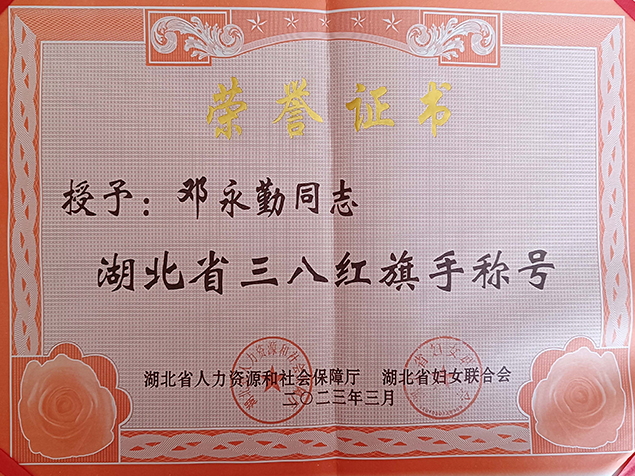 荣誉证书
授予：邓永勤同志
湖北省三八红旗手称号
湖北省人力资源和社会保障厅 湖北省妇女联合会
二〇二三年三月